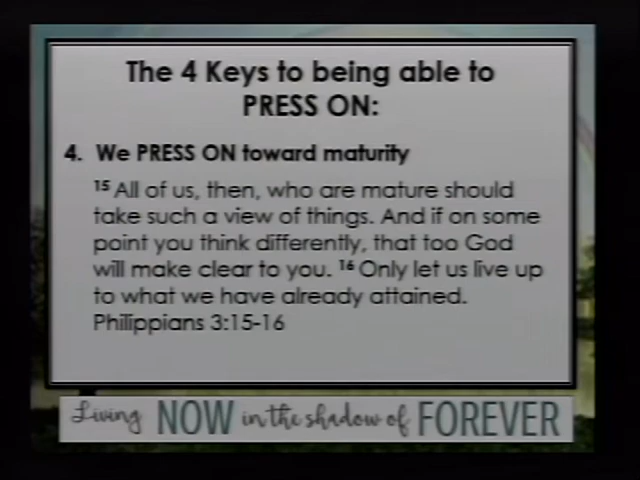 The 4 Keys to being able to
PRESS ON:
4. We PRESS ON toward maturity
15 All of us, then, who are mature should
take such a view of things. And if on some
point you think differently, that too God
will make clear to you. 16 Only let us live up
to what we have already attained.
Philippians 3:15-16
Living NOW in the shadow of FOREVER